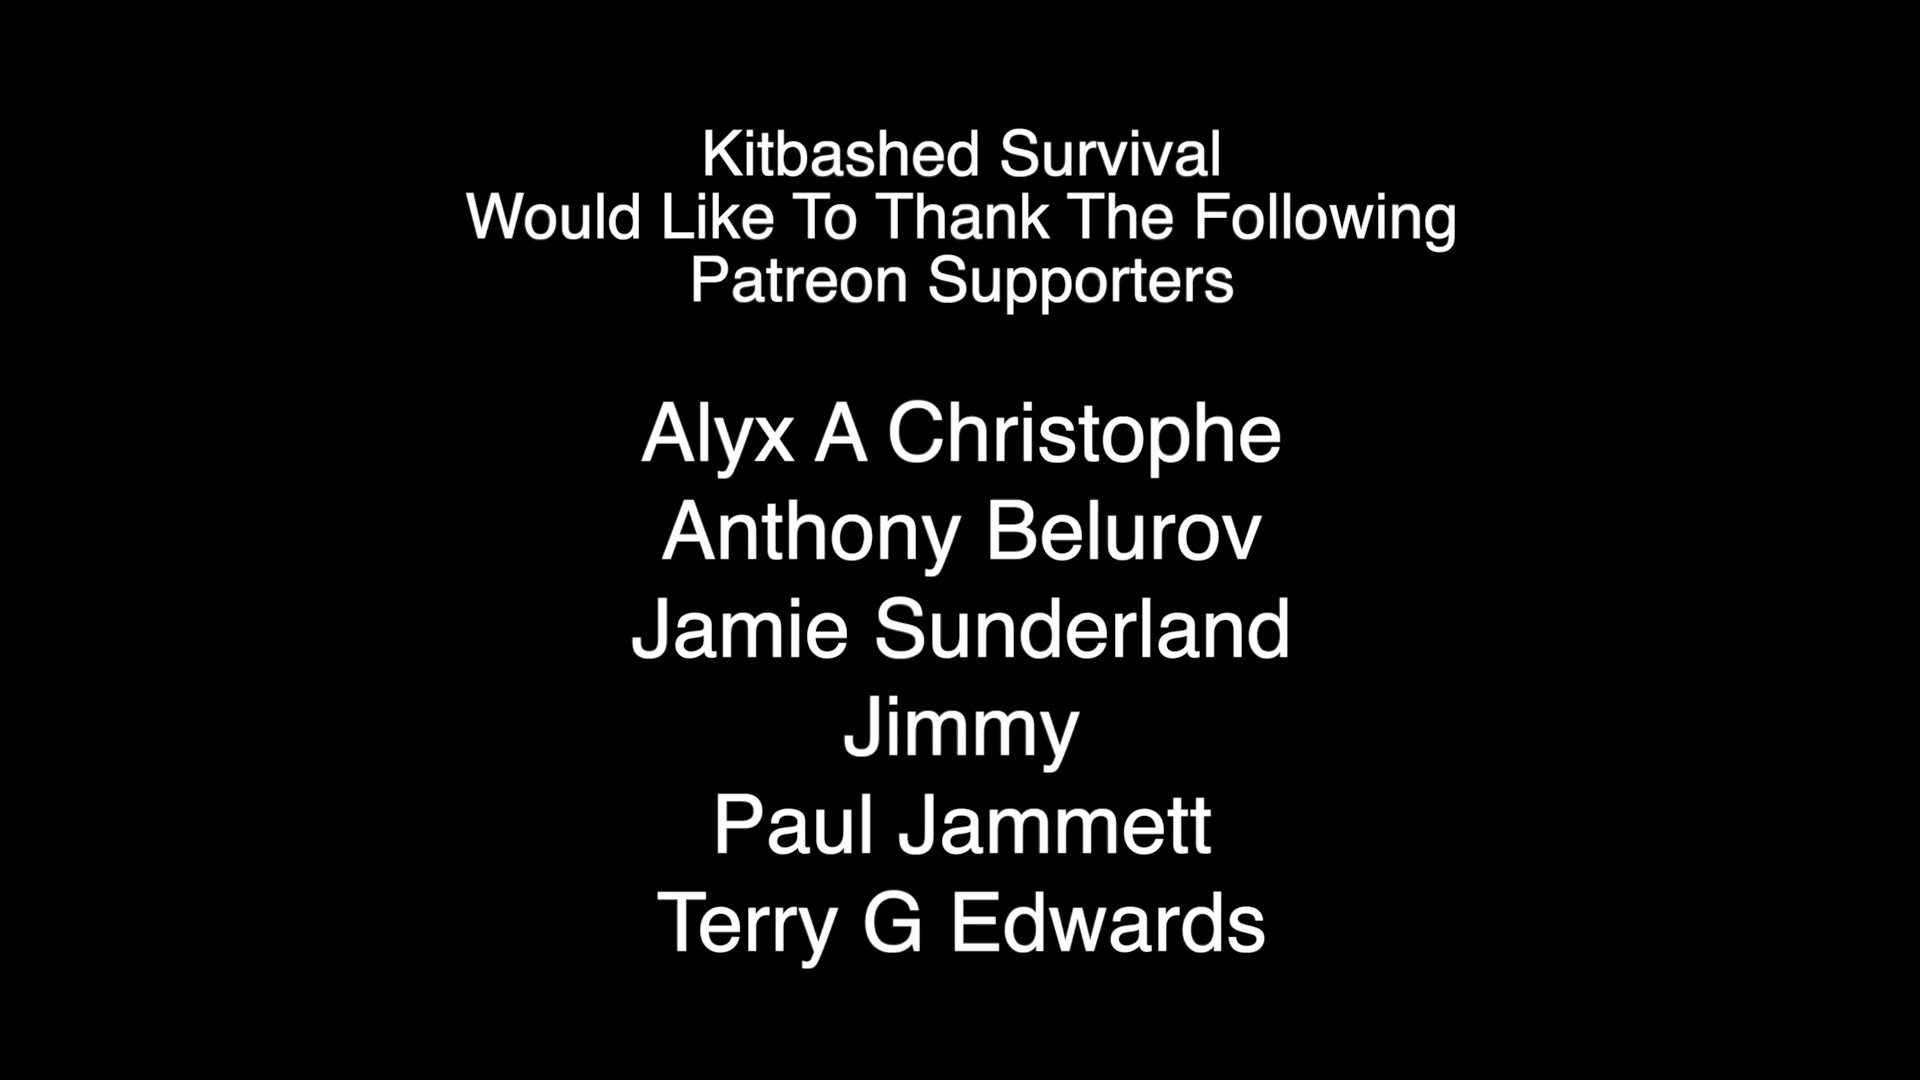 Kitbashed Survival
Would Like To Thank The Following
Patreon Supporters
Alyx A Christophe
Anthony Belurov
Jamie Sunderland
Jimmy
Paul Jammett
Terry G Edwards